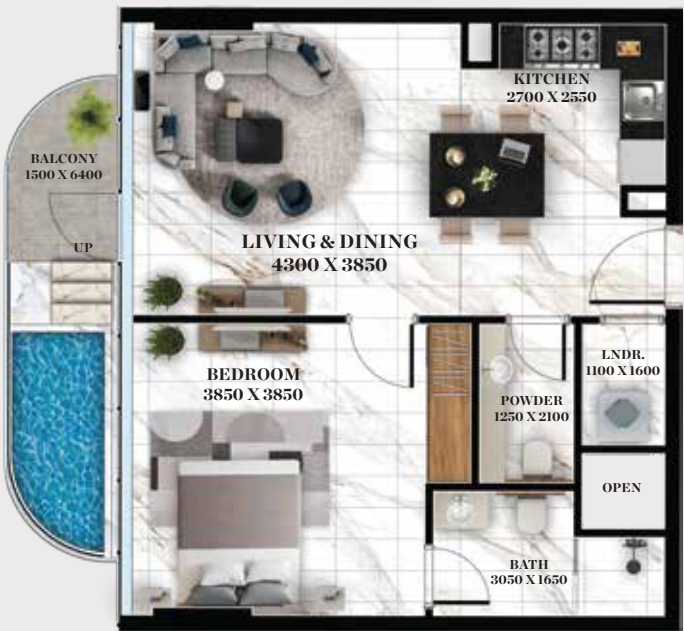 KITCHEN
2700 X 2550
BALCONY
1500 X 6400
UP
LIVING & DINING
4300 X 3850
BEDROOM
3850 X 3850
LNDR.
1100 X 1600
POWDER
1250 X 2100
OPEN
BATH
3050 X 1650